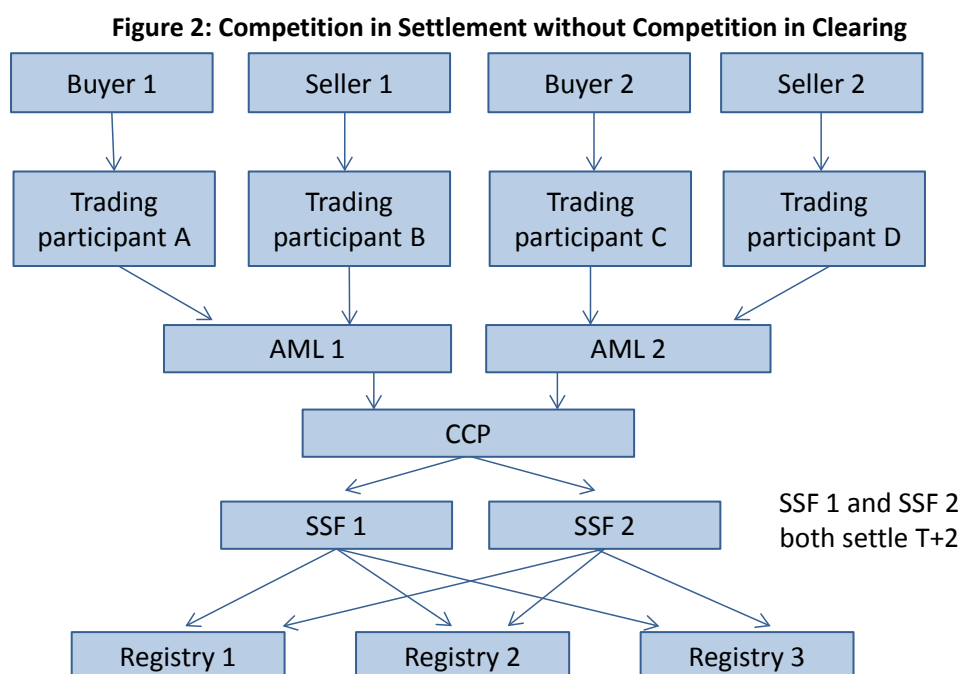 Figure 2: Competition in Settlement without Competition in Clearing
Buyer 1
Seller 1
Buyer 2
Seller 2
Trading
participant A
Trading
participant B
Trading
participant C
Trading
participant D
AML 1
AML 2
CCP
SSF 1
SSF 2
SSF 1 and SSF 2
both settle T+2
Registry 1
Registry 2
Registry 3